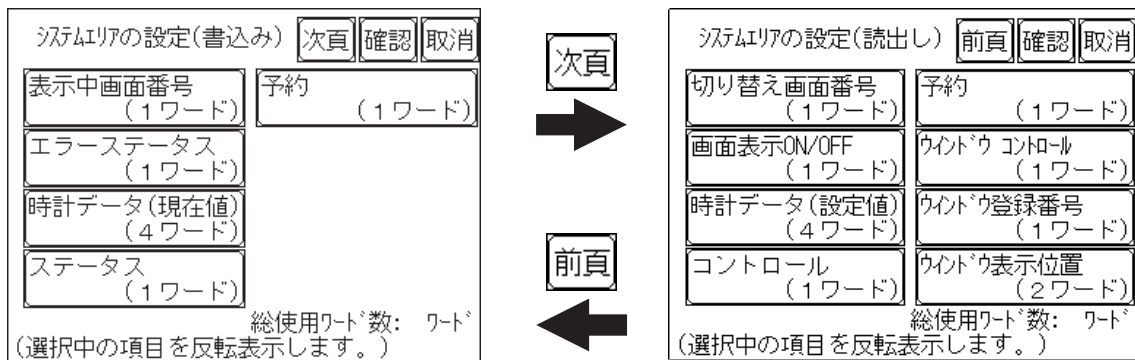 ｼｽﾃﾑｴﾘｱの設定(書込み) 次頁 確認 取消
表示中画面番号
(１ワード)
予約
(１ワード)
エラーステータス
(１ワード)
時計データ(現在値)
(４ワード)
ステータス
(１ワード)
総使用ﾜｰﾄﾞ数: ﾜｰﾄﾞ
(選択中の項目を反転表示します。)
次頁
前頁
ｼｽﾃﾑｴﾘｱの設定(読出し) 前頁 確認 取消
切り替え画面番号
(１ワード)
予約
(１ワード)
画面表示ON/OFF
(１ワード)
ｳｲﾝﾄﾞｳ ｺﾝﾄﾛｰﾙ
(１ワード)
時計データ(設定値)
(４ワード)
ｳｲﾝﾄﾞｳ登録番号
(１ワード)
コントロール
(１ワード)
ｳｲﾝﾄﾞｳ表示位置
(２ワード)
総使用ﾜｰﾄﾞ数: ﾜｰﾄﾞ
(選択中の項目を反転表示します。)